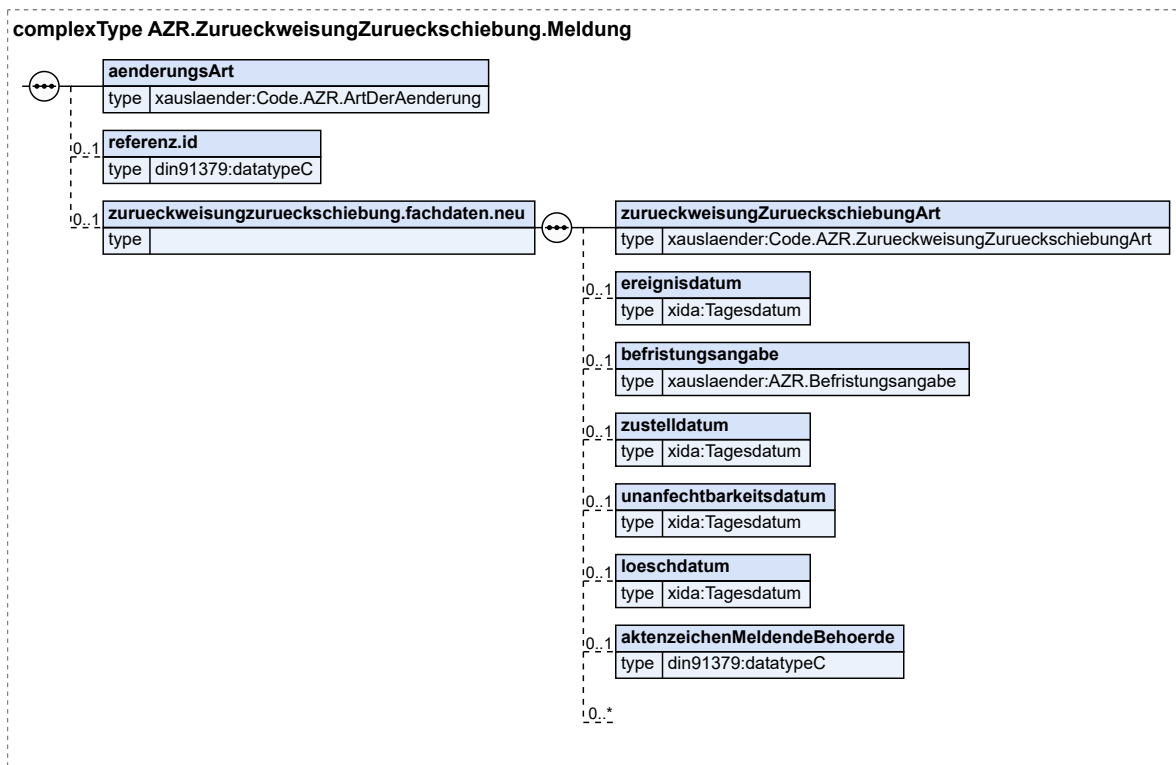 complexType AZR.ZurueckweisungZurueckschiebung.Meldung
aenderungsArt
type xauslaender:Code.AZR.ArtDerAenderung
0..1 referenz.id
type din91379:datatypeC
0..1 zurueckweisungzurueckschiebung.fachdaten.neu
type
zurueckweisungZurueckschiebungArt
type xauslaender:Code.AZR.ZurueckweisungZurueckschiebungArt
0..1 ereignisdatum
type xida:Tagesdatum
0..1 befristungsangabe
type xauslaender:AZR.Befristungsangabe
0..1 zustelldatum
type xida:Tagesdatum
0..1 unanfechtbarkeitsdatum
type xida:Tagesdatum
0..1 loeschdatum
type xida:Tagesdatum
0..1 aktenzeichenMeldendeBehoerde
type din91379:datatypeC
0..*